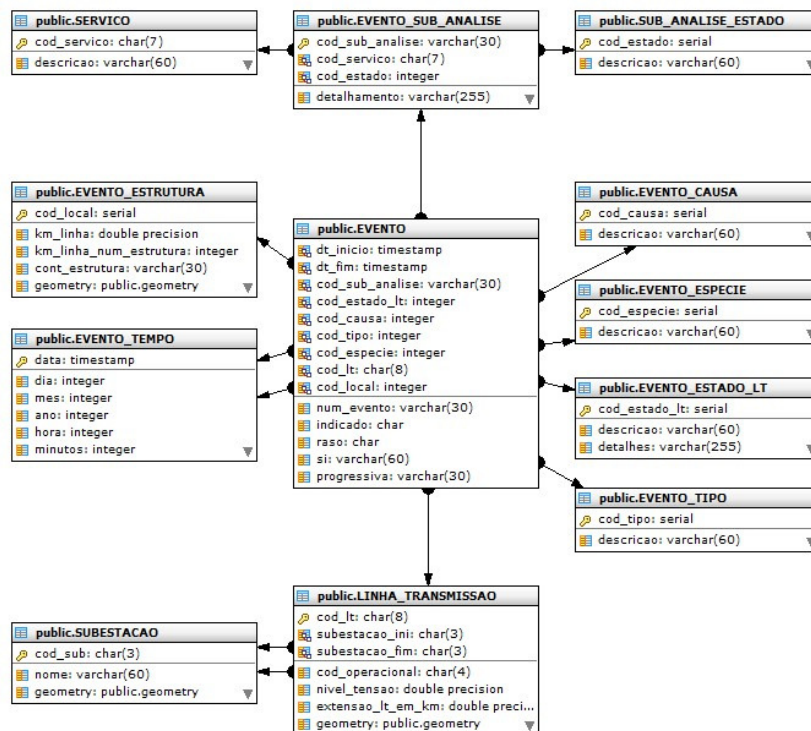 public.SERVICO
cod_servico: char(7)
descricao: varchar(60)
public.EVENTO_SUB_ANALISE
cod_sub_analise: varchar(30)
cod_servico: char(7)
cod_estado: integer
detalhamento: varchar(255)
public.SUB_ANALISE_ESTADO
cod_estado: serial
descricao: varchar(60)
public.EVENTO_ESTRUTURA
cod_local: serial
km_linha: double precision
km_linha_num_estrutura: integer
cont_estrutura: varchar(30)
geometry: public.geometry
public.EVENTO_TEMPO
data: timestamp
dia: integer
mes: integer
ano: integer
hora: integer
minutos: integer
public.EVENTO
dt_inicio: timestamp
dt_fim: timestamp
cod_sub_analise: varchar(30)
cod_estado_lt: integer
cod_causa: integer
cod_tipo: integer
cod_especie: integer
cod_lt: char(8)
cod_local: integer
num_evento: varchar(30)
indicado: char
raso: char
si: varchar(60)
progressiva: varchar(30)
public.EVENTO_CAUSA
cod_causa: serial
descricao: varchar(60)
public.EVENTO_ESPECIE
cod_especie: serial
descricao: varchar(60)
public.EVENTO_ESTADO_LT
cod_estado_lt: serial
descricao: varchar(60)
detalhes: varchar(255)
public.EVENTO_TIPO
cod_tipo: serial
descricao: varchar(60)
public.SUBESTACAO
cod_sub: char(3)
nome: varchar(60)
geometry: public.geometry
public.LINHA_TRANSMISSAO
cod_lt: char(8)
subestacao_ini: char(3)
subestacao_fim: char(3)
cod_operacional: char(4)
nivel_tensao: double precision
extensao_lt_em_km: double preci...
geometry: public.geometry